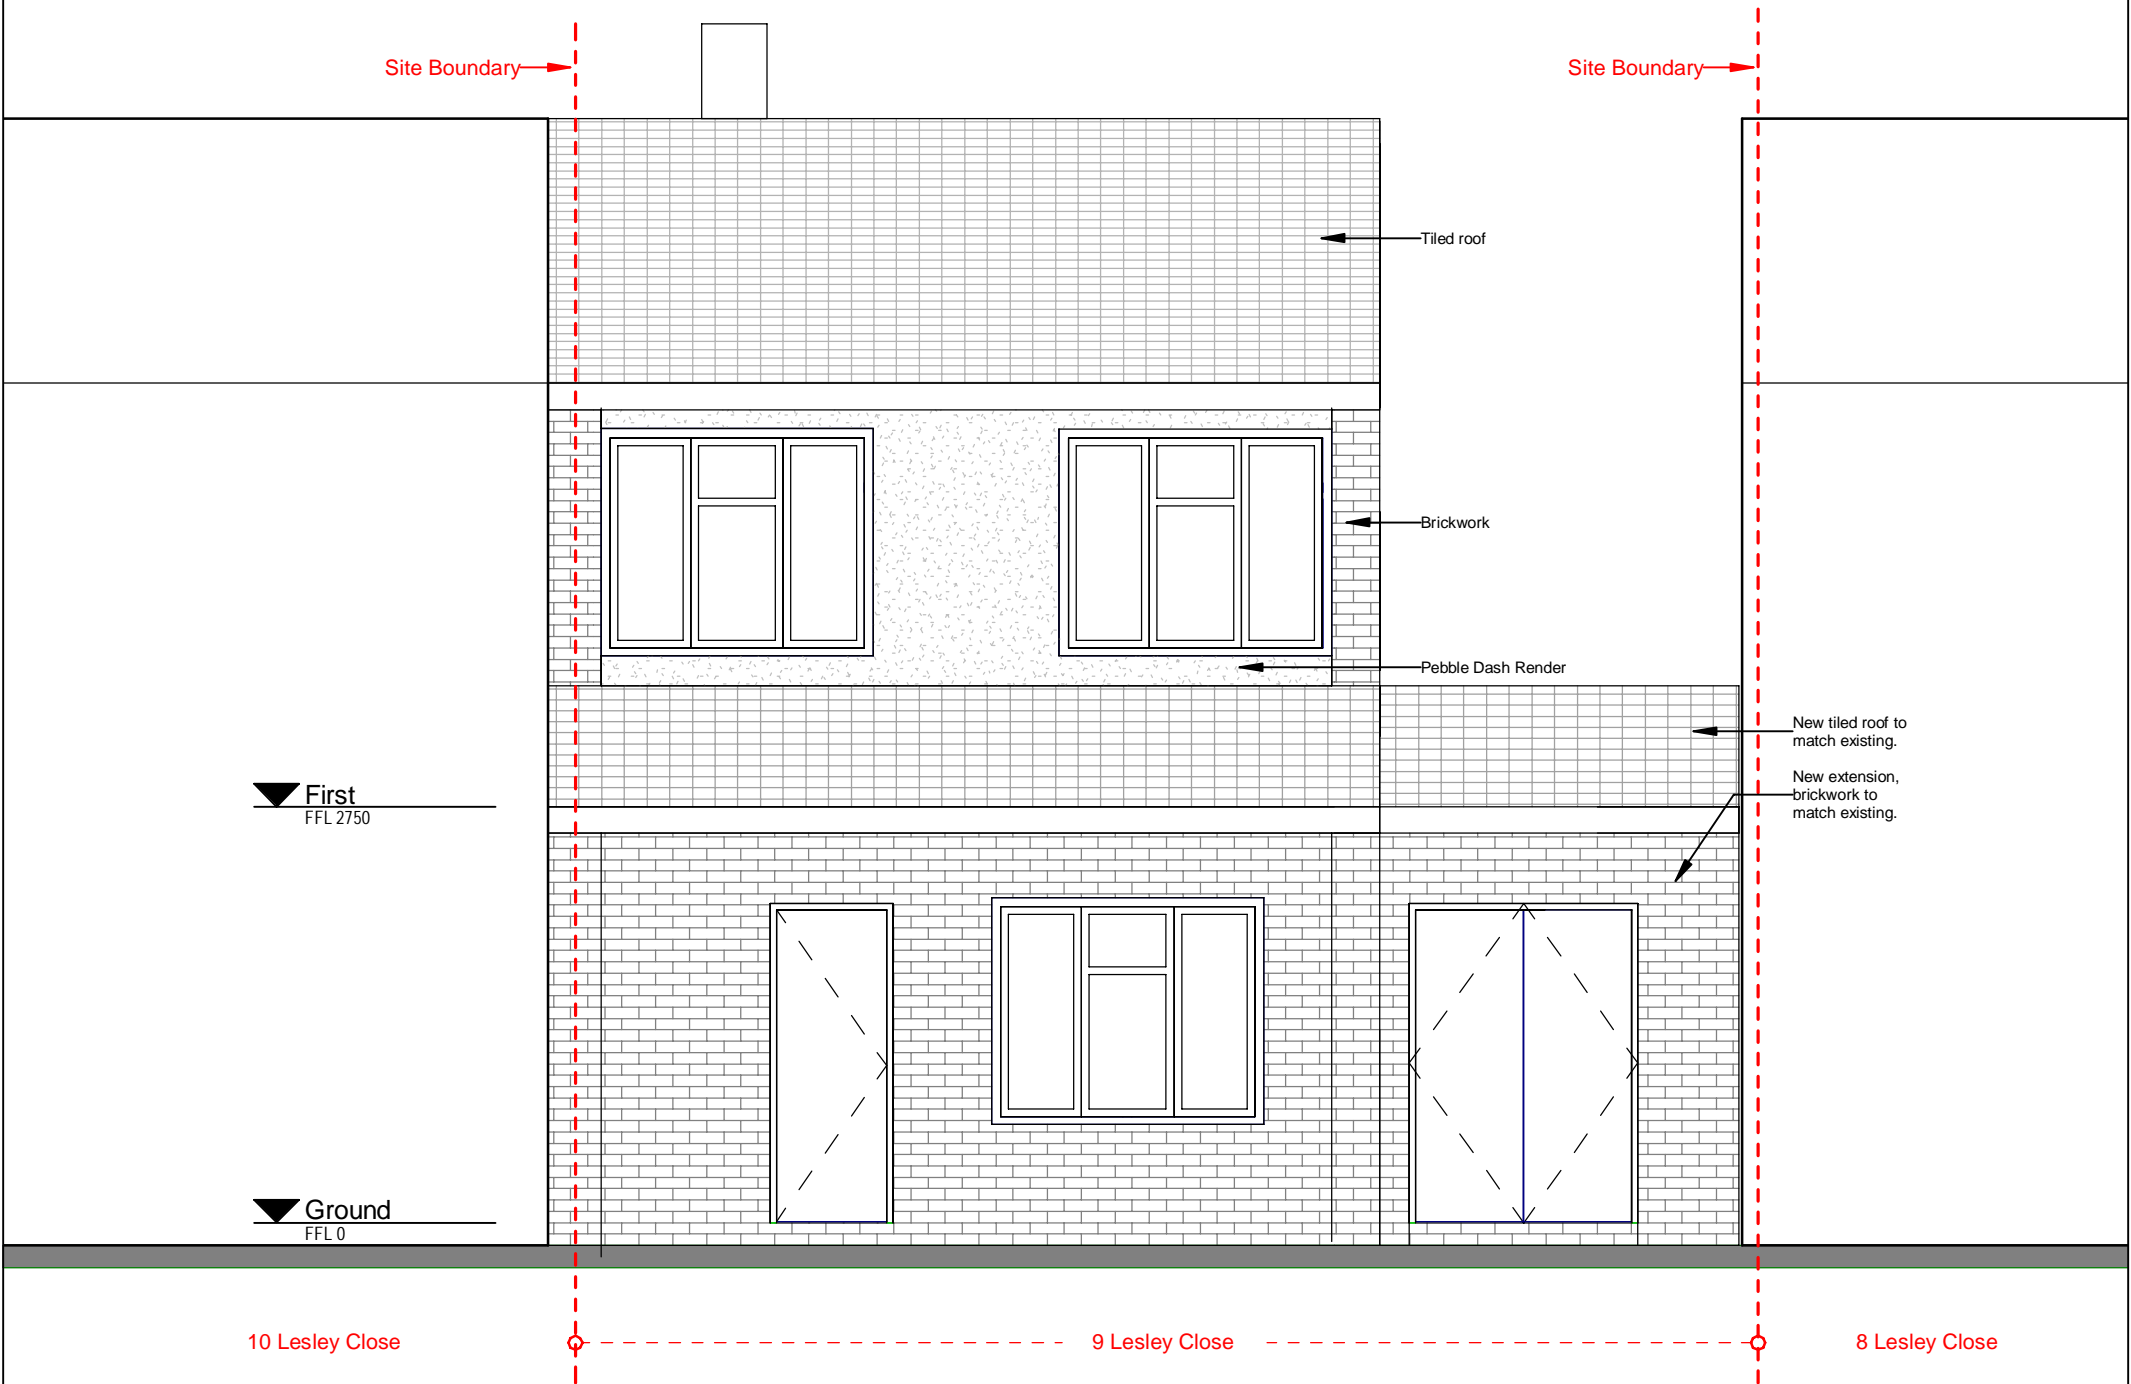 Site Boundary
Site Boundary
Tiled roof
Brickwork
Pebble Dash Render
New tiled roof to
match existing.
New extension,
brickwork to
match existing.
First
FFL 2750
Ground
FFL 0
10 Lesley Close
9 Lesley Close
8 Lesley Close